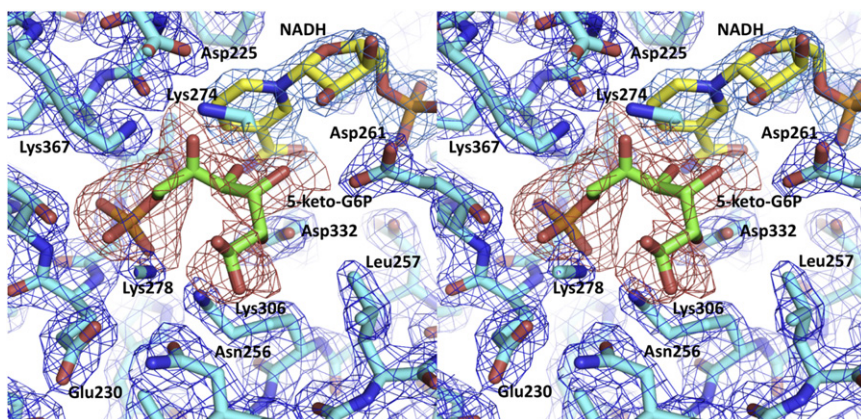 NADH
Asp225
Lys274
Lys367
Asp261
5-keto-G6P
Asp332
Leu257
Lys278
Lys306
Asn256
Glu230
NADH
Asp225
Lys274
Lys367
Asp261
5-keto-G6P
Asp332
Leu257
Lys278
Lys306
Asn256
Glu230